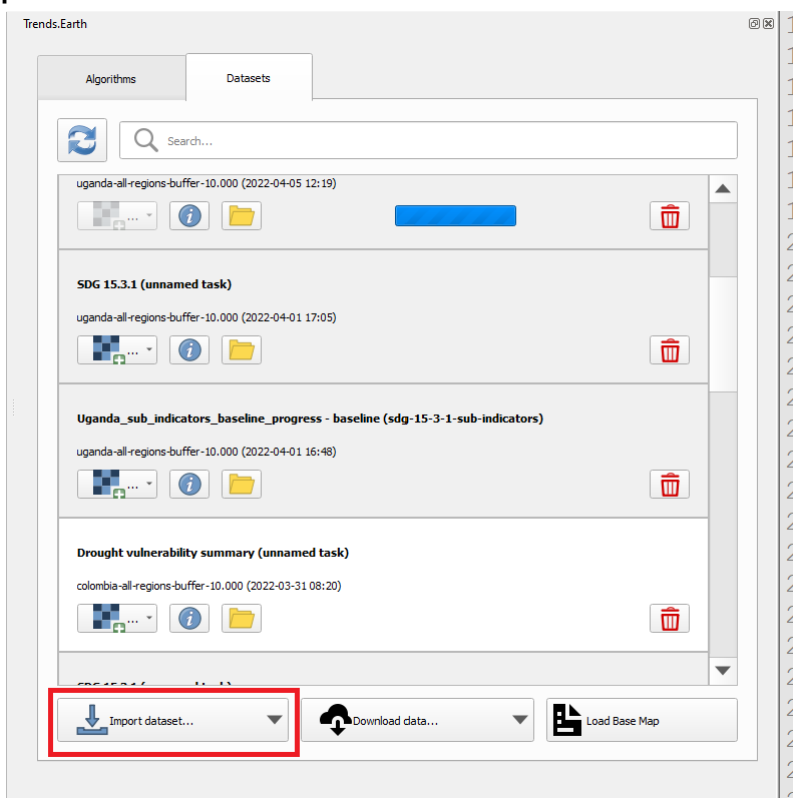 Trends.Earth
Algorithms
Datasets
Search...
uganda-all-regions-buffer-10.000 (2022-04-05 12:19)
...
SDG 15.3.1 (unnamed task)
uganda-all-regions-buffer-10.000 (2022-04-01 17:05)
...
Uganda_sub_indicators_baseline_progress - baseline (sdg-15-3-1-sub-indicators)
uganda-all-regions-buffer-10.000 (2022-04-01 16:48)
...
Drought vulnerability summary (unnamed task)
colombia-all-regions-buffer-10.000 (2022-03-31 08:20)
...
Import dataset...
Download data...
Load Base Map